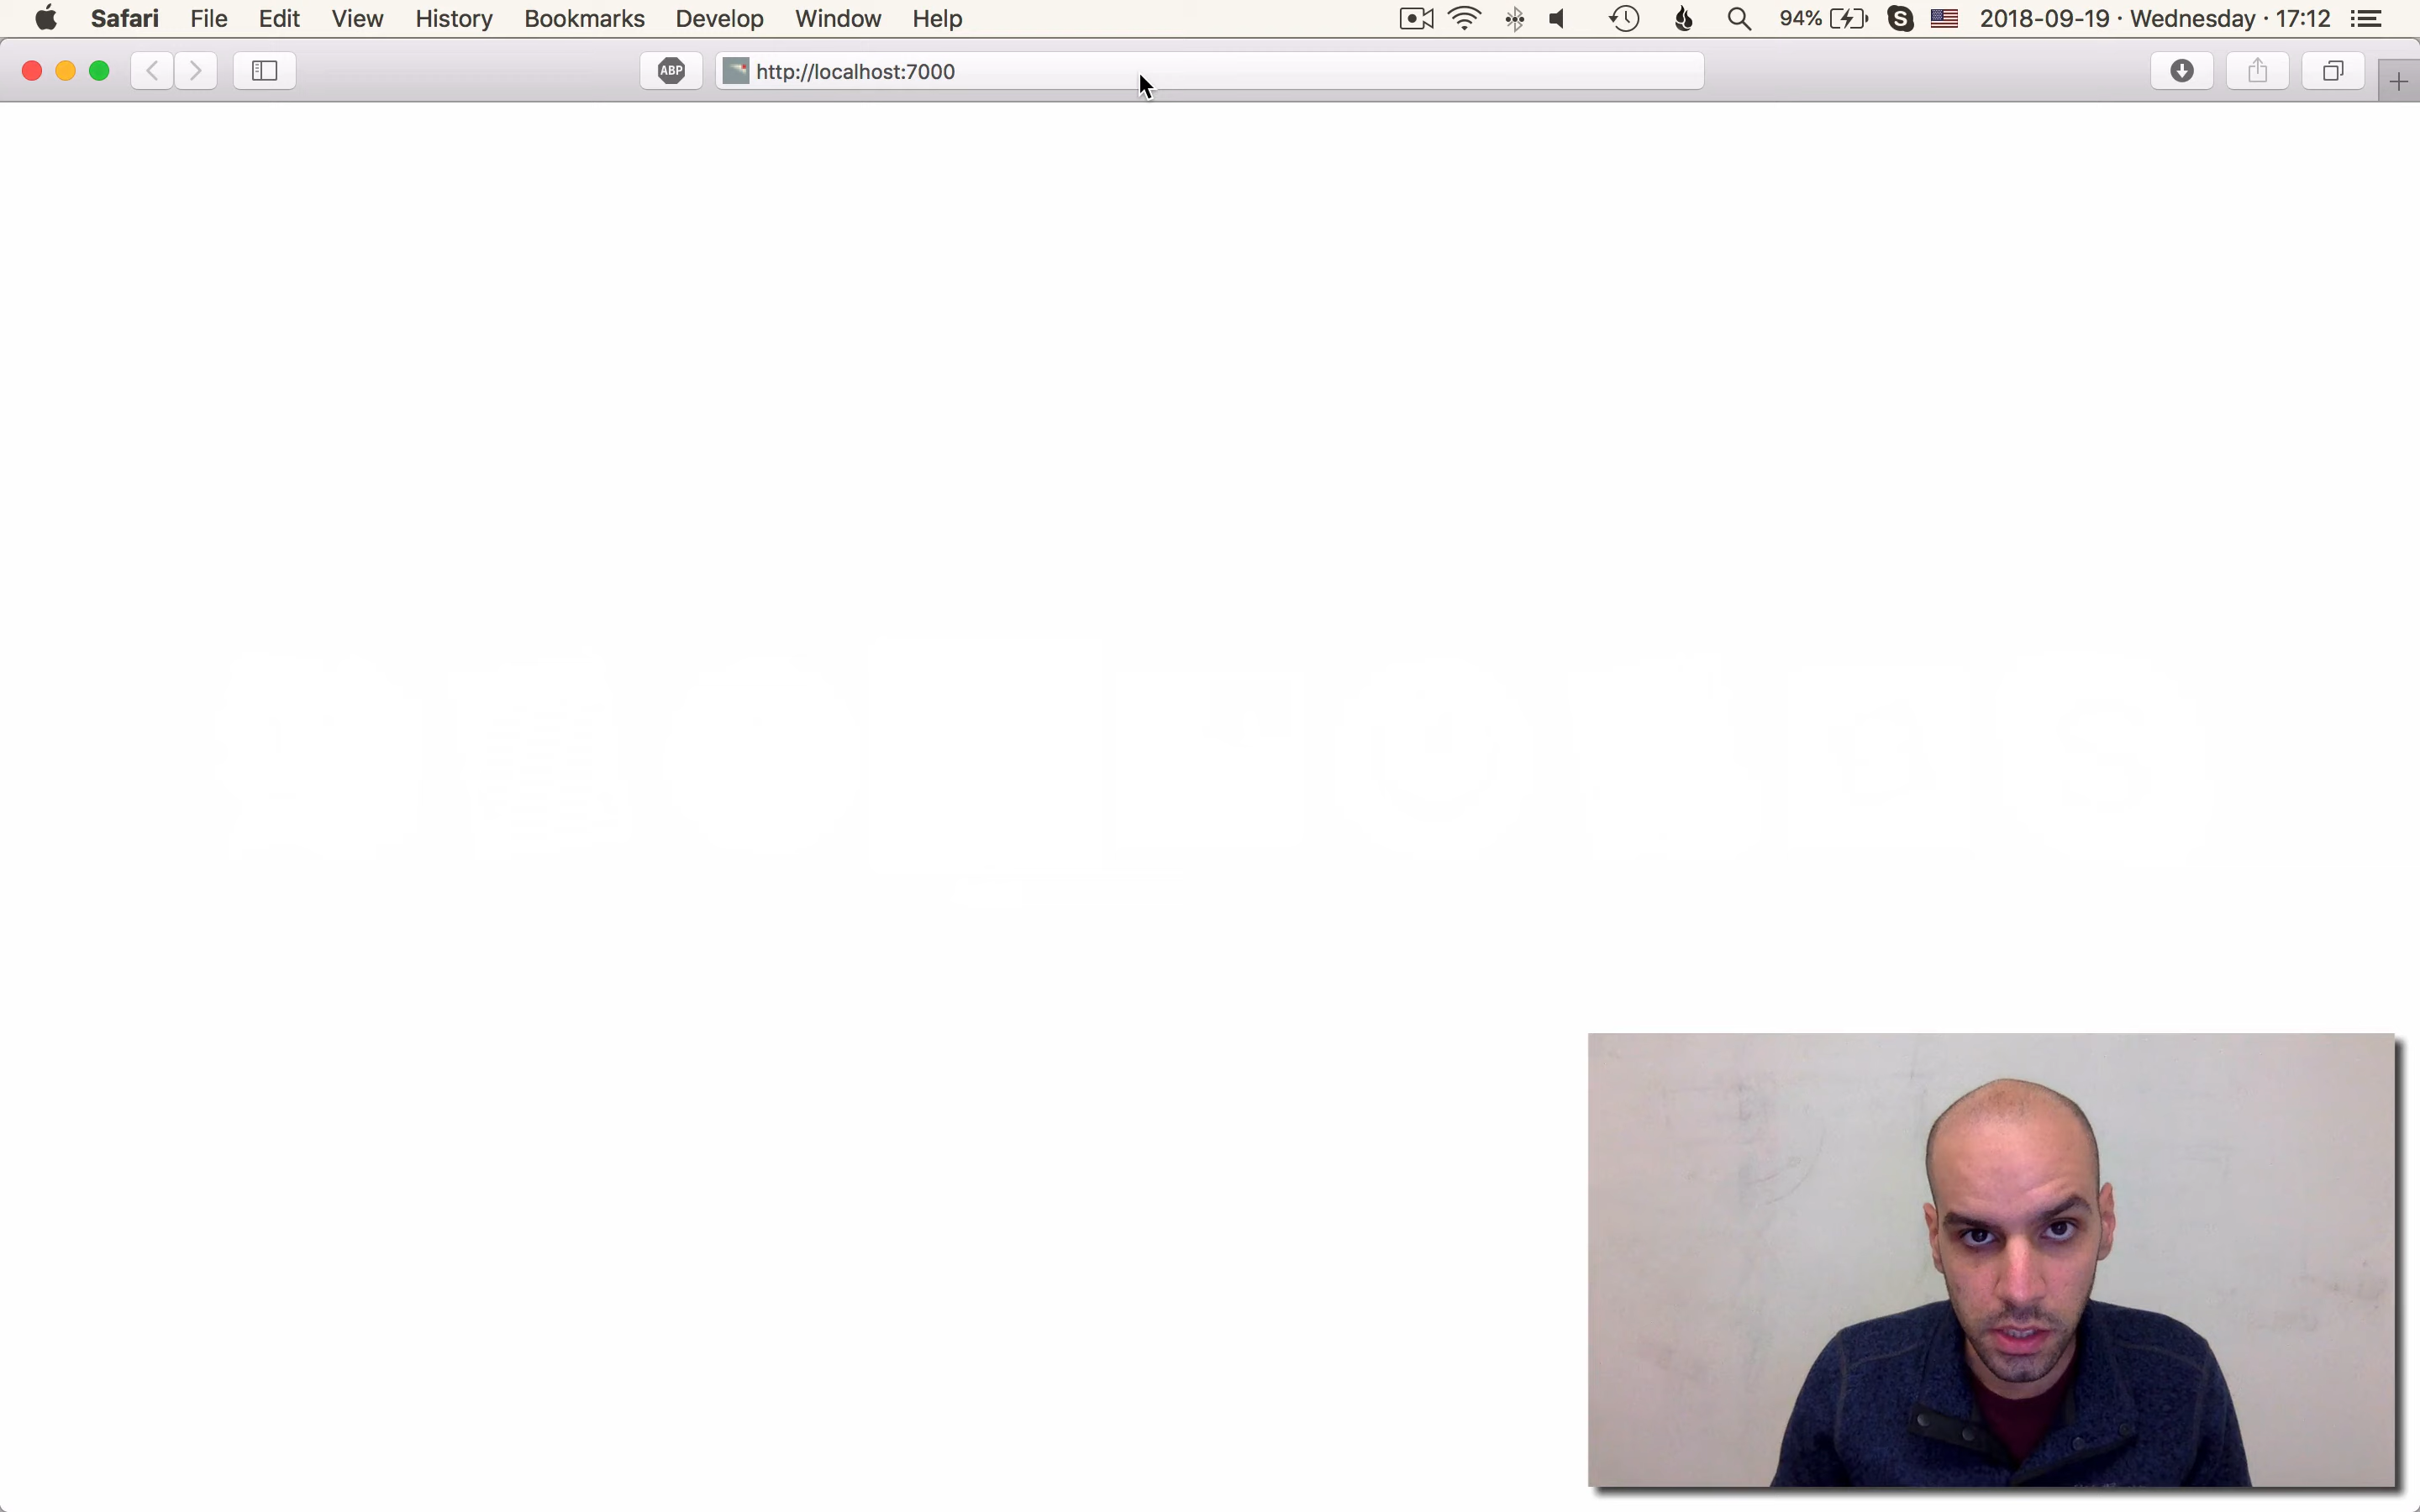 Safari File Edit View History Bookmarks Develop Window Help 94% S 2018-09-19 · Wednesday · 17:12
ABP http://localhost:7000